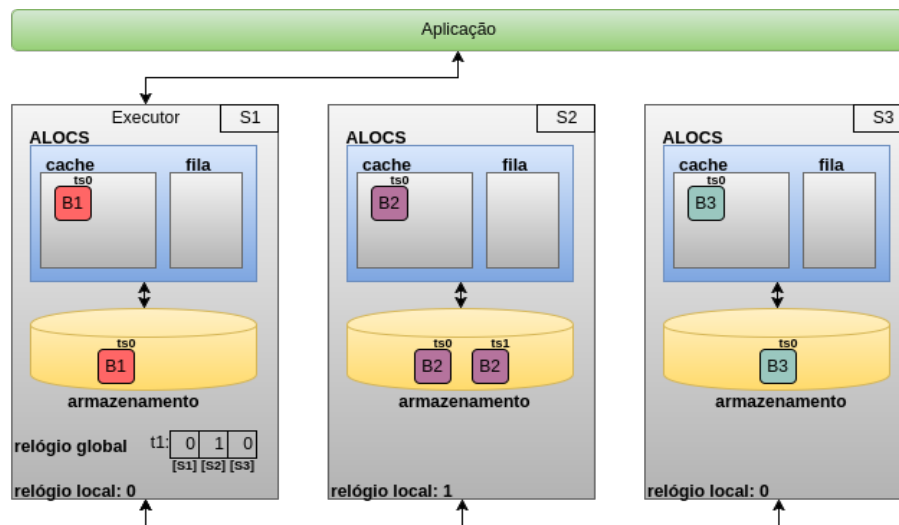 Aplicação
Executor S1
ALOCS
cache fila
ts0
B1
ts0
B1
armazenamento
relógio global t1: 0 1 0
[S1] [S2] [S3]
relógio local: 0
S2
ALOCS
cache fila
ts0
B2
ts0 ts1
B2 B2
armazenamento
relógio local: 1
S3
ALOCS
cache fila
ts0
B3
ts0
B3
armazenamento
relógio local: 0